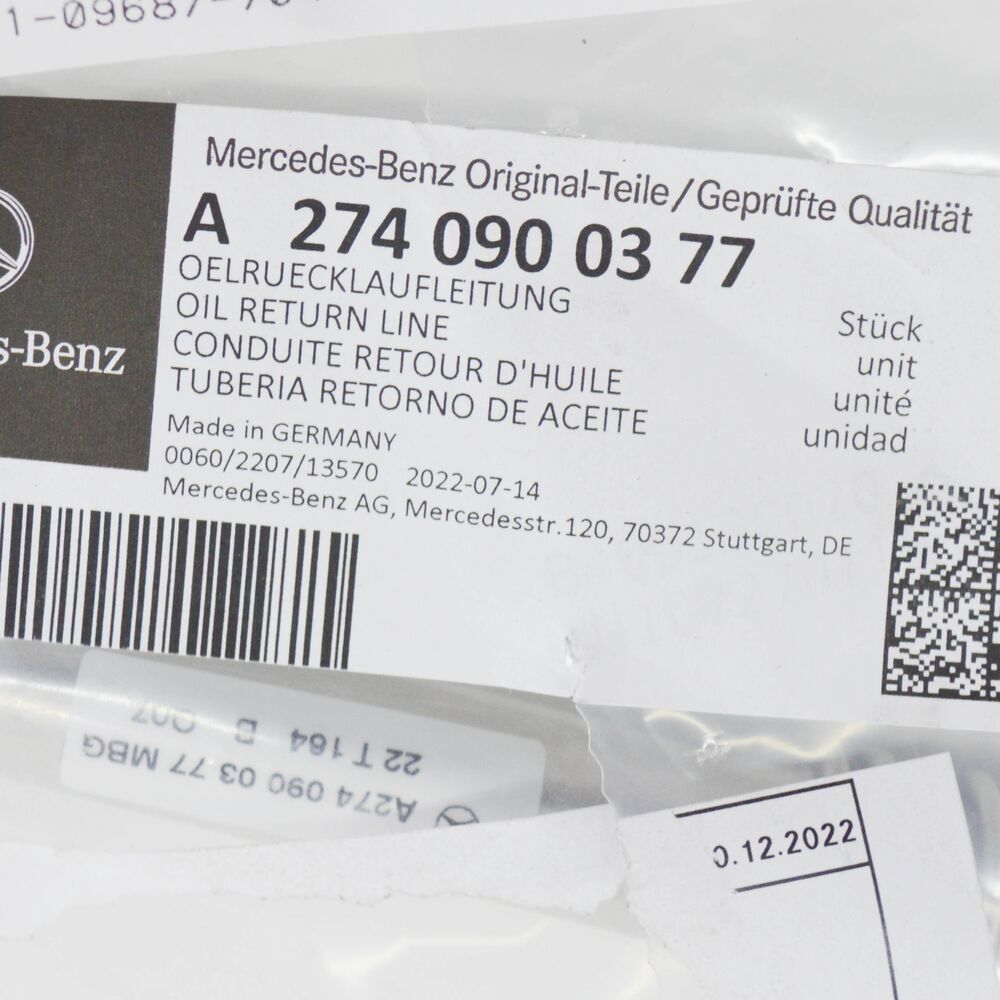 Mercedes-Benz Original-Teile/Geprüfte Qualität
A 274 090 03 77
OELRUECKLAUFLEITUNG
OIL RETURN LINE
CONDUITE RETOUR D'HUILE
TUBERIA RETORNO DE ACEITE
Stück
unit
unité
unidad
s-Benz
Made in GERMANY
0060/2207/13570 2022-07-14
Mercedes-Benz AG, Mercedesstr.120, 70372 Stuttgart, DE
A274 090 03 77 MBG
22 T 164 B Q07
0.12.2022